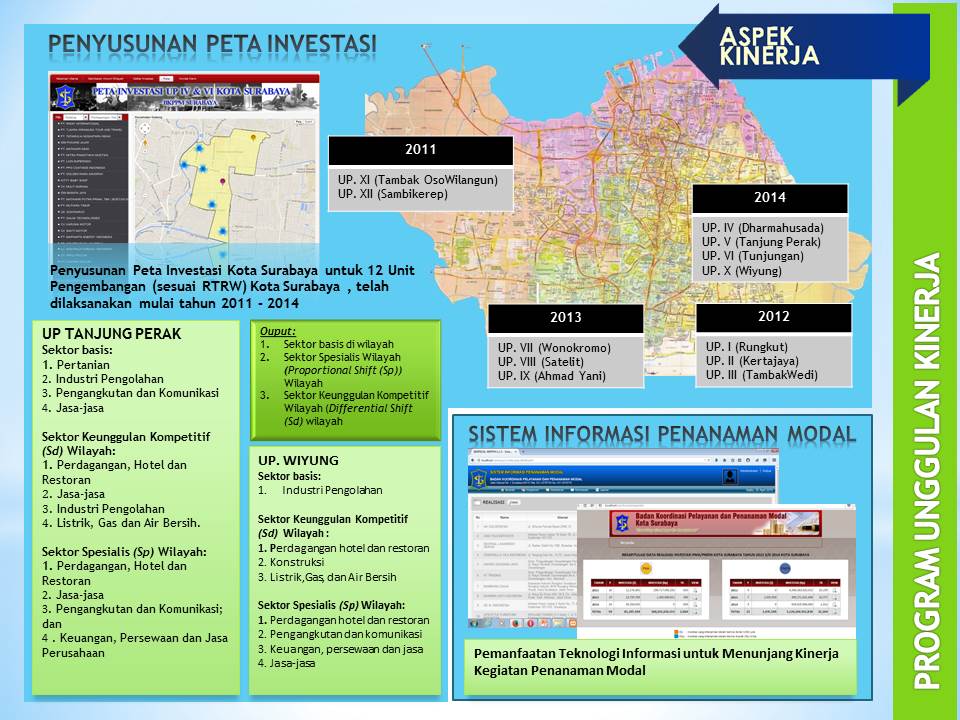 PENYUSUNAN PETA INVESTASI
ASPEK
KINERJA
PROGRAM UNGGULAN KINERJA
PETA INVESTASI UP IV & VI KOTA SURABAYA
BKPPM SURABAYA
2011
UP. XI (Tambak OsoWilangun)
UP. XII (Sambikerep)
2014
UP. IV (Dharmahusada)
UP. V (Tanjung Perak)
UP. VI (Tunjungan)
UP. X (Wiyung)
2013
UP. VII (Wonokromo)
UP. VIII (Satelit)
UP. IX (Ahmad Yani)
2012
UP. I (Rungkut)
UP. II (Kertajaya)
UP. III (TambakWedi)
Penyusunan Peta Investasi Kota Surabaya untuk 12 Unit
Pengembangan (sesuai RTRW) Kota Surabaya , telah
dilaksanakan mulai tahun 2011 - 2014
UP TANJUNG PERAK
Sektor basis:
1. Pertanian
2. Industri Pengolahan
3. Pengangkutan dan Komunikasi
4. Jasa-jasa
Sektor Keunggulan Kompetitif
(Sd) Wilayah:
1. Perdagangan, Hotel dan
Restoran
2. Jasa-jasa
3. Industri Pengolahan
4. Listrik, Gas dan Air Bersih.
Sektor Spesialis (Sp) Wilayah:
1. Perdagangan, Hotel dan
Restoran
2. Jasa-jasa
3. Pengangkutan dan Komunikasi;
dan
4 . Keuangan, Persewaan dan Jasa
Perusahaan
Ouput:
1. Sektor basis di wilayah
2. Sektor Spesialis Wilayah
(Proportional Shift (Sp))
Wilayah
3. Sektor Keunggulan Kompetitif
Wilayah (Differential Shift
(Sd) wilayah
UP. WIYUNG
Sektor basis:
1. Industri Pengolahan
Sektor Keunggulan Kompetitif
(Sd) Wilayah :
1. Perdagangan hotel dan restoran
2. Konstruksi
3. Listrik,Gas, dan Air Bersih
Sektor Spesialis (Sp) Wilayah:
1. Perdagangan hotel dan restoran
2. Pengangkutan dan komunikasi
3. Keuangan, persewaan dan jasa
4. Jasa-jasa
SISTEM INFORMASI PENANAMAN MODAL
SISTEM INFORMASI PENANAMAN MODAL
BADAN KOORDINASI PELAYANAN DAN PENANAMAN MODAL
REALISASI
Badan Koordinasi Pelayanan dan Penanaman Modal
Kota Surabaya
Pemanfaatan Teknologi Informasi untuk Menunjang Kinerja
Kegiatan Penanaman Modal